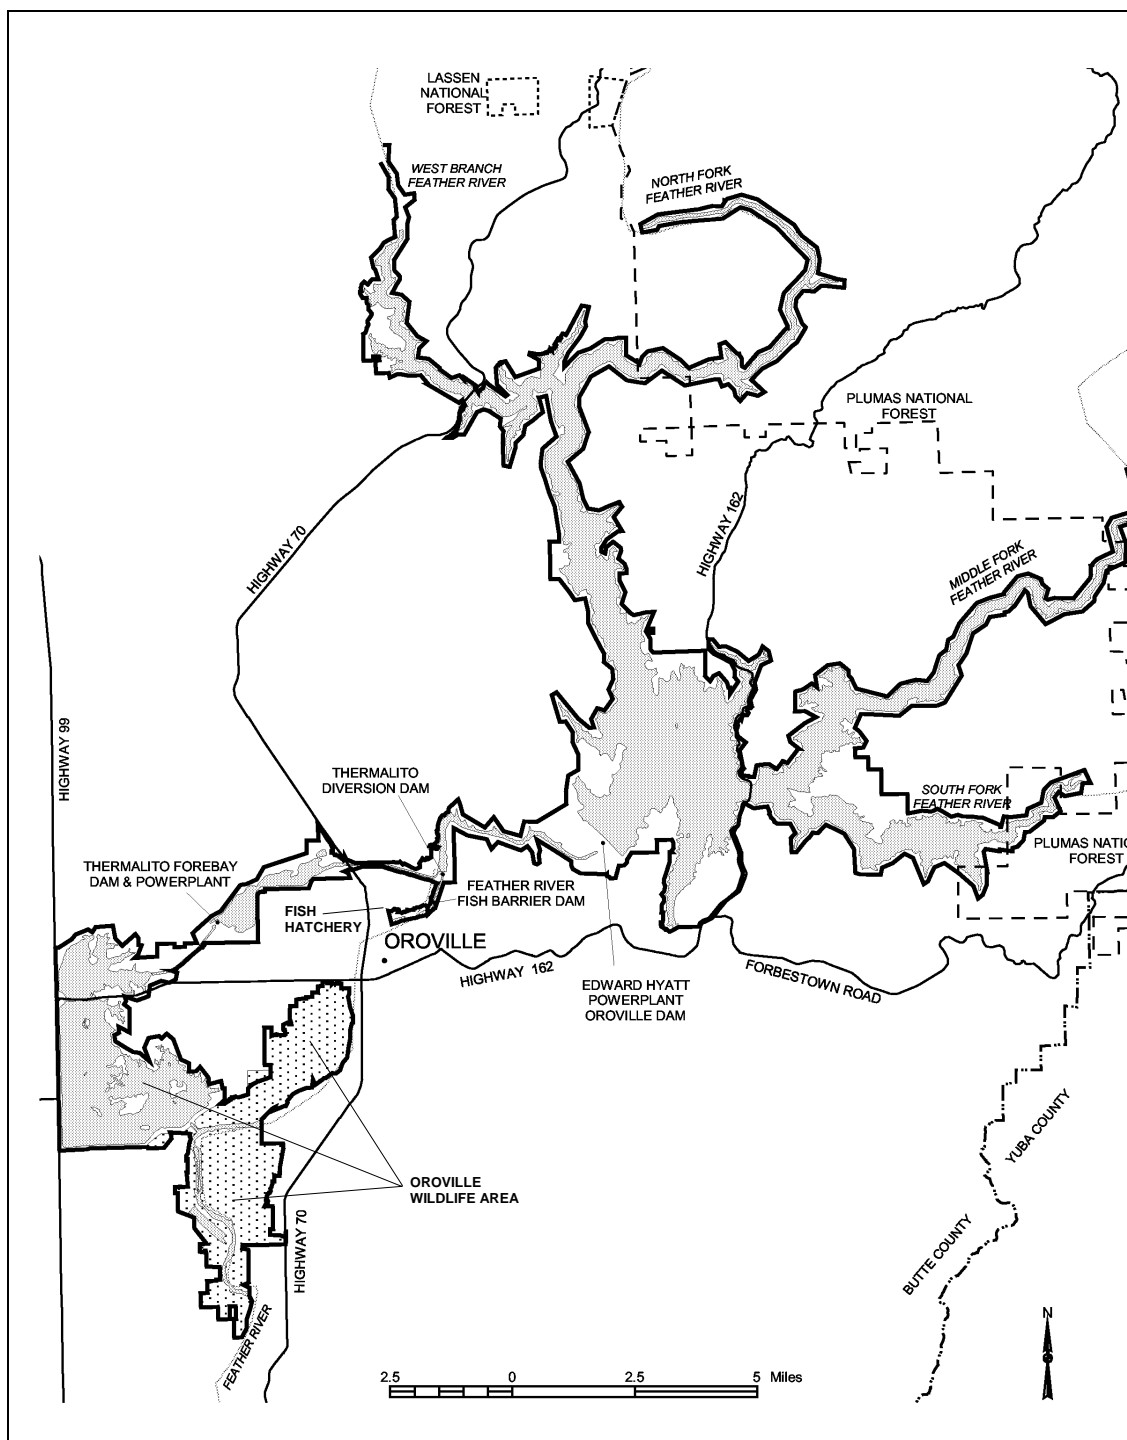 LASSEN
NATIONAL
FOREST
WEST BRANCH
FEATHER RIVER
NORTH FORK
FEATHER RIVER
PLUMAS NATIONAL
FOREST
HIGHWAY 70
HIGHWAY 162
MIDDLE FORK
FEATHER RIVER
HIGHWAY 99
THERMALITO
DIVERSION DAM
SOUTH FORK
FEATHER RIVER
PLUMAS NATIO
FOREST
THERMALITO FOREBAY
DAM & POWERPLANT
FEATHER RIVER
FISH BARRIER DAM
FISH
HATCHERY
OROVILLE
HIGHWAY 162
FORBESTOWN ROAD
EDWARD HYATT
POWERPLANT
OROVILLE DAM
YUBA COUNTY
OROVILLE
WILDLIFE AREA
HIGHWAY 70
BUTTE COUNTY
FEATHER RIVER
N
2.5 0 2.5 5 Miles